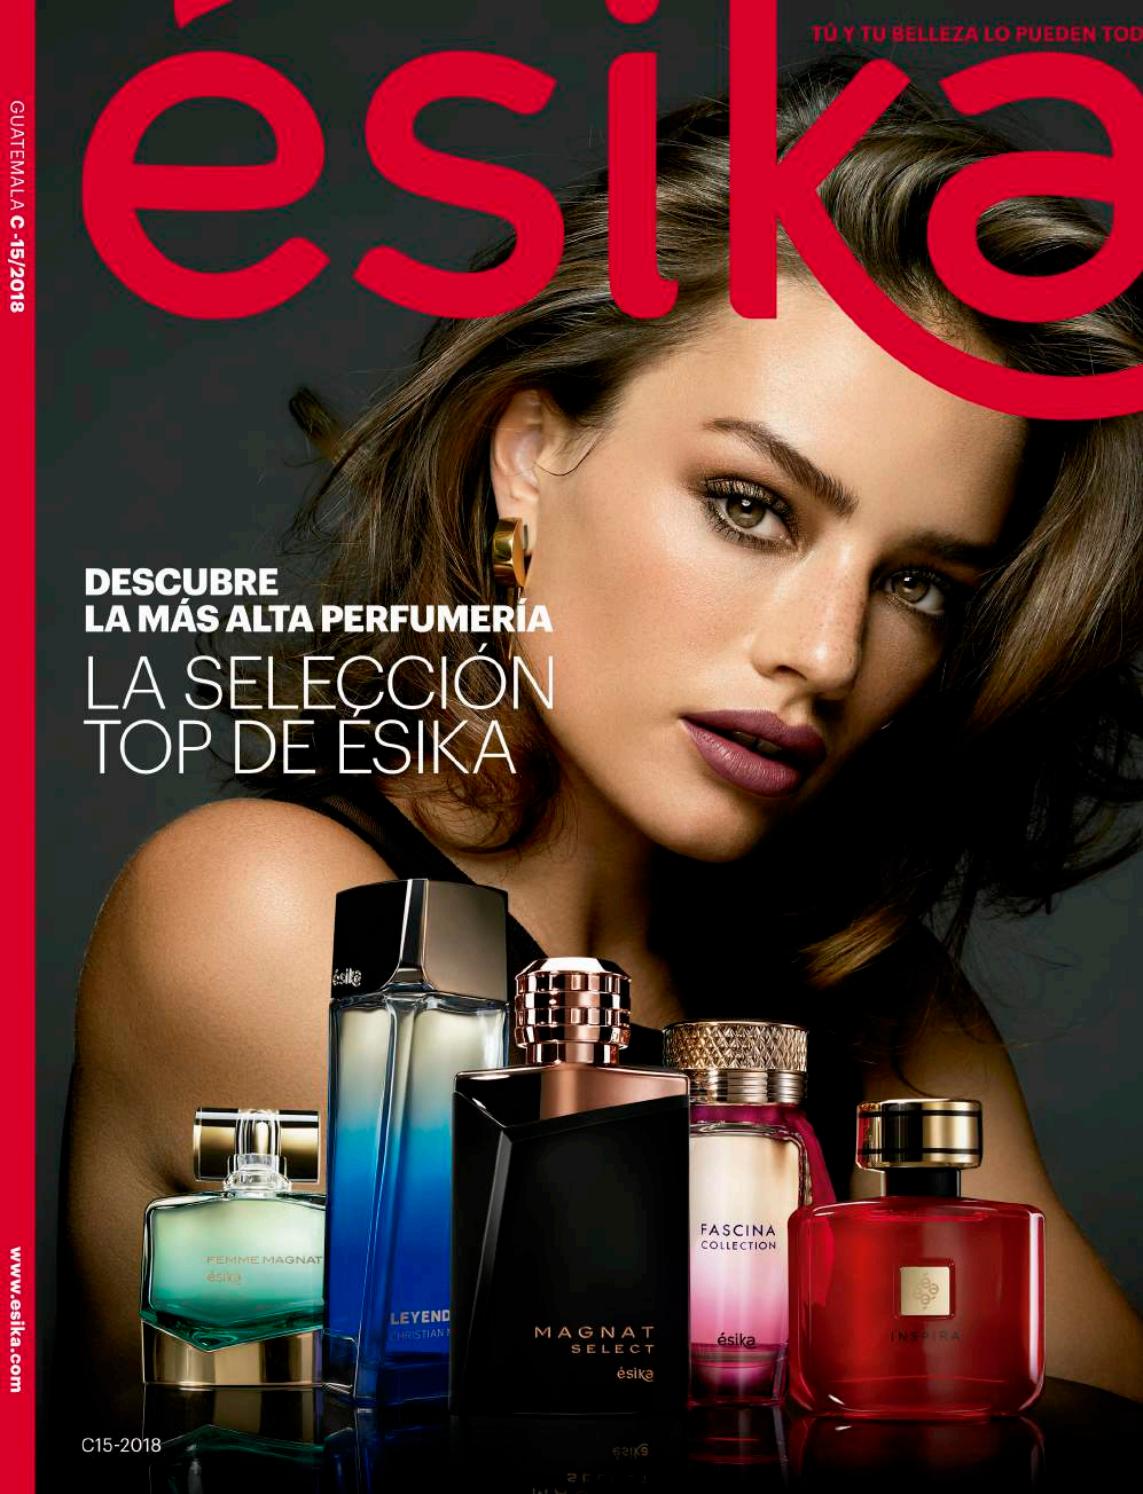 TÚ Y TU BELLEZA LO PUEDEN TOD
ésika
GUATEMALA C -15/2018
DESCUBRE
LA MÁS ALTA PERFUMERÍA
LA SELECCIÓN
TOP DE ÉSIKA
ésika
FEMME MAGNAT
ésika
LEYEND
CHRISTIAN
MAGNAT
SELECT
ésika
FASCINA
COLLECTION
ésika
INSPIRA
www.esika.com
C15-2018